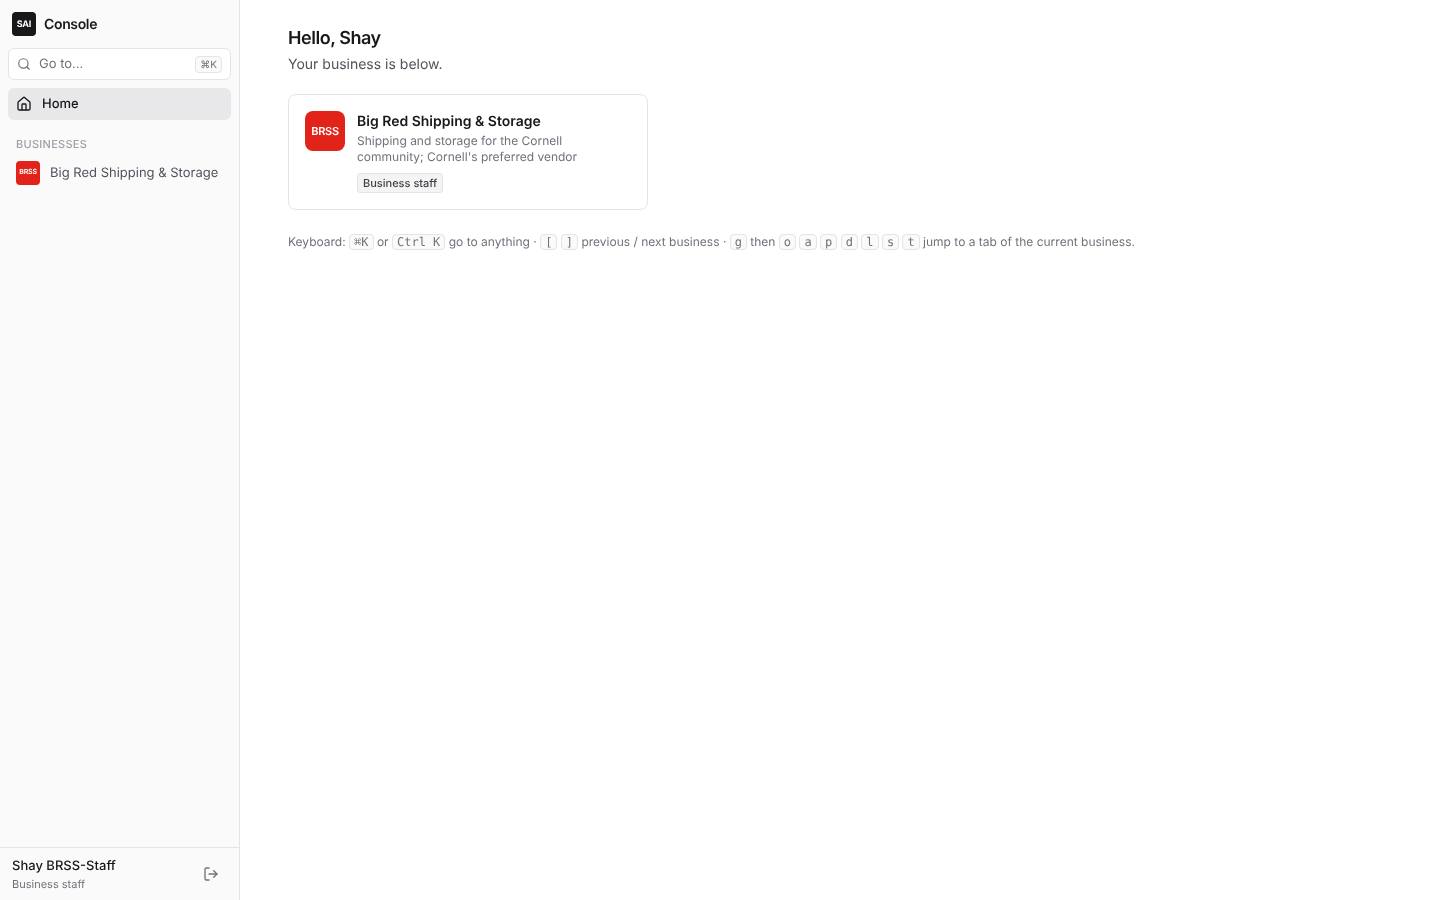 SAI Console
Go to... ⌘K
Home
BUSINESSES
BRSS Big Red Shipping & Storage
Shay BRSS-Staff
Business staff
Hello, Shay
Your business is below.
BRSS
Big Red Shipping & Storage
Shipping and storage for the Cornell
community; Cornell's preferred vendor
Business staff
Keyboard: ⌘K or Ctrl K go to anything · [ ] previous / next business · g then o a p d l s t jump to a tab of the current business.